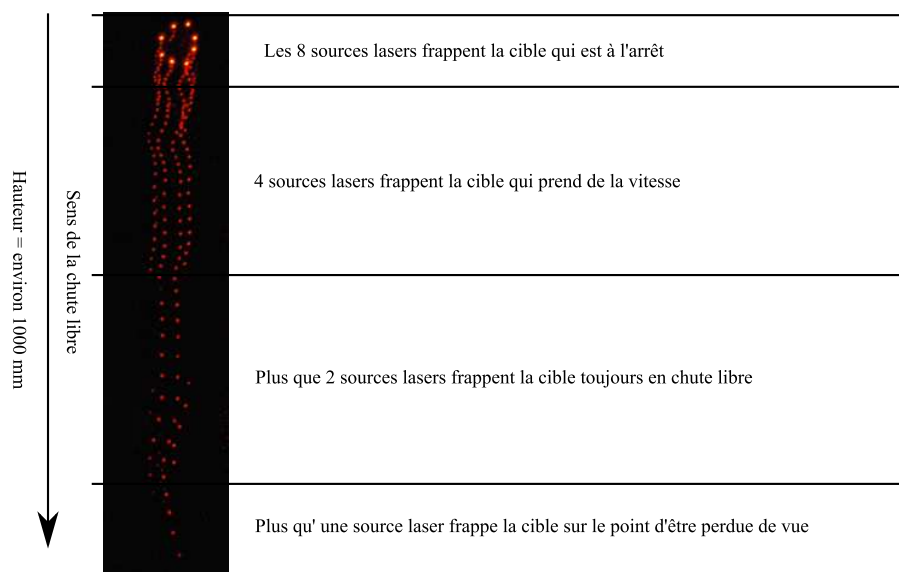 Les 8 sources lasers frappent la cible qui est à l'arrêt
4 sources lasers frappent la cible qui prend de la vitesse
Hauteur = environ 1000 mm
Sens de la chute libre
Plus que 2 sources lasers frappent la cible toujours en chute libre
Plus qu' une source laser frappe la cible sur le point d'être perdue de vue